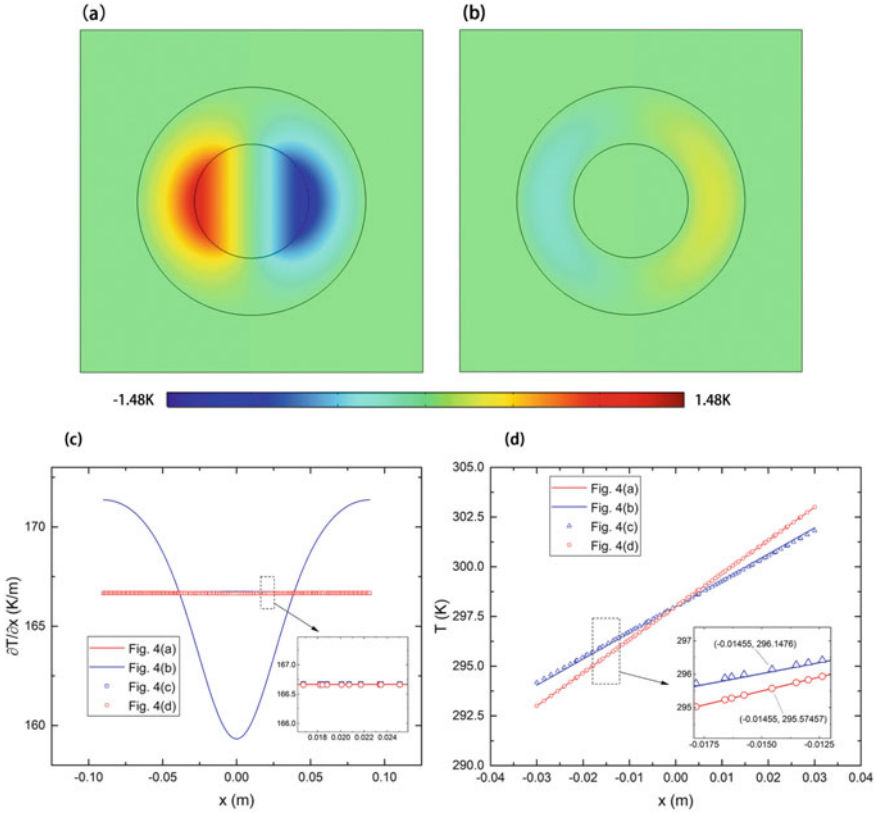 (a)
(b)
-1.48K
1.48K
(c)
∂T/∂x (K/m)
170
165
160
Fig. 4(a)
Fig. 4(b)
Fig. 4(c)
Fig. 4(d)
166.7
166.5
166.0
0.018 0.020 0.022 0.024
-0.10 -0.05 0.00 0.05 0.10
x (m)
(d)
T (K)
305.0
302.5
300.0
297.5
295.0
292.5
290.0
Fig. 4(a)
Fig. 4(b)
Fig. 4(c)
Fig. 4(d)
297
296
295
(-0.01455, 296.1476)
(-0.01455, 295.57457)
-0.0175 -0.0150 -0.0125
-0.04 -0.03 -0.02 -0.01 0.00 0.01 0.02 0.03 0.04
x (m)